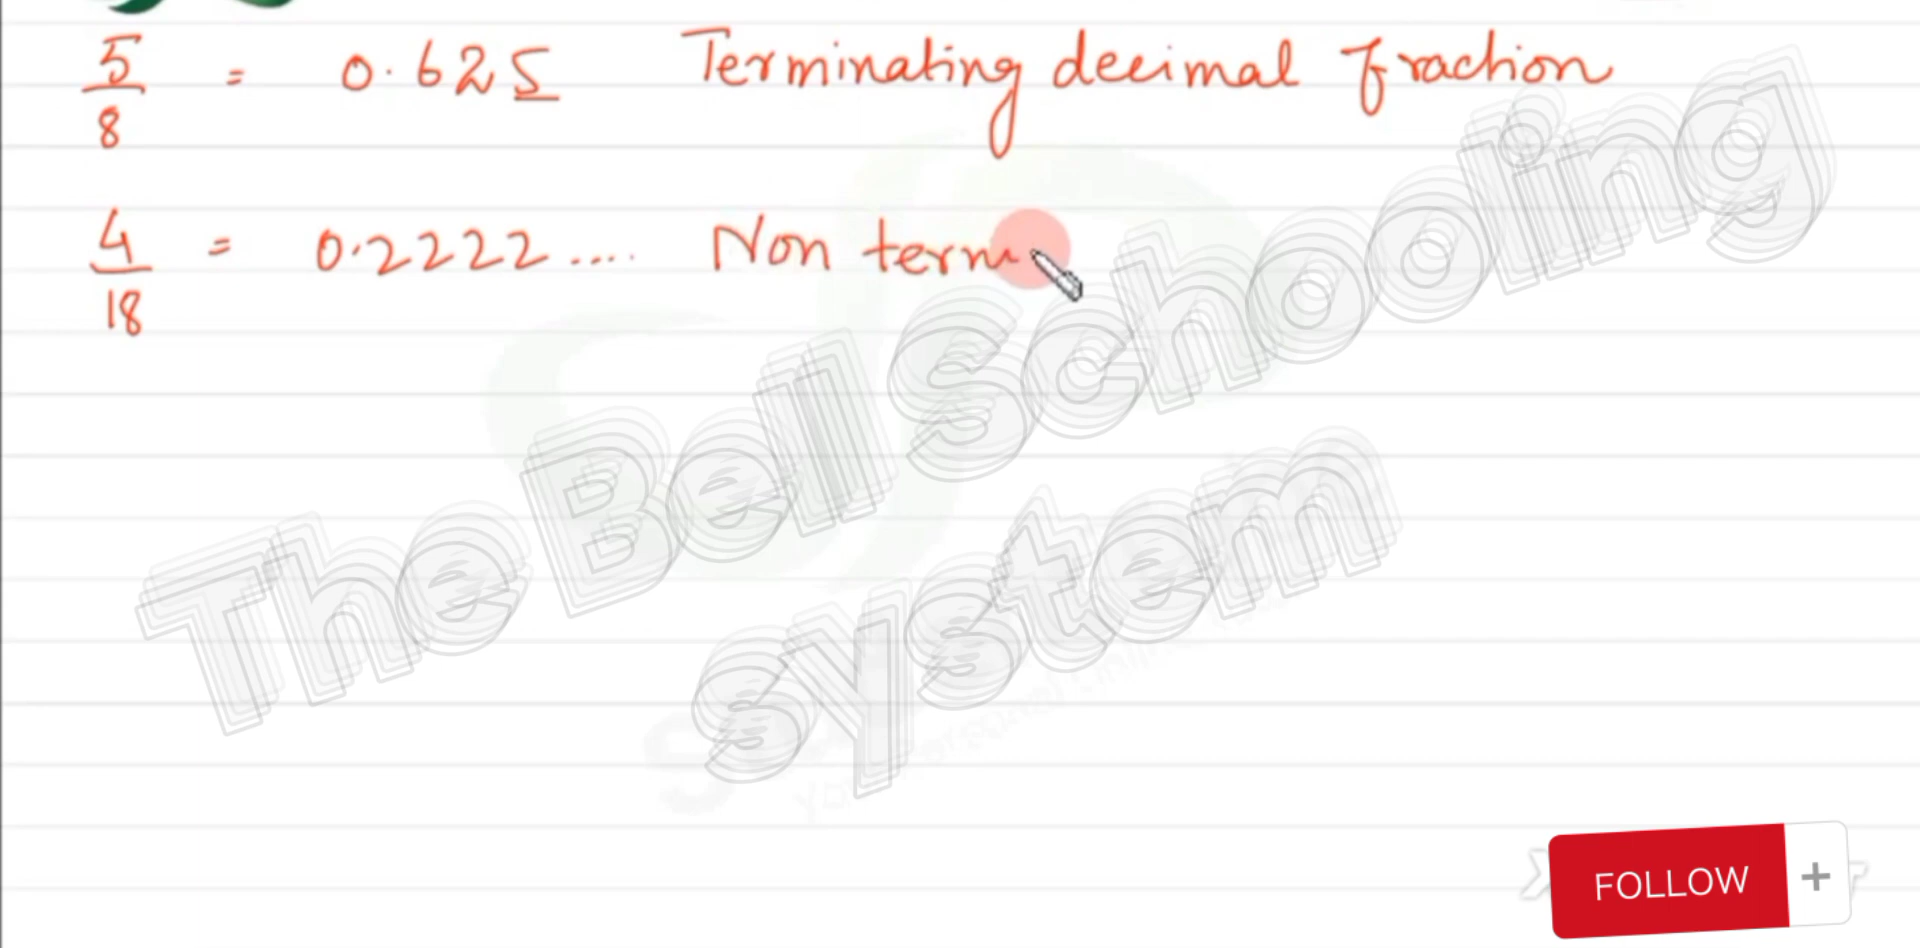 5/8 = 0.625 Terminating decimal fraction
4/18 = 0.2222.... Non term
The Bell Schooling
system
FOLLOW +